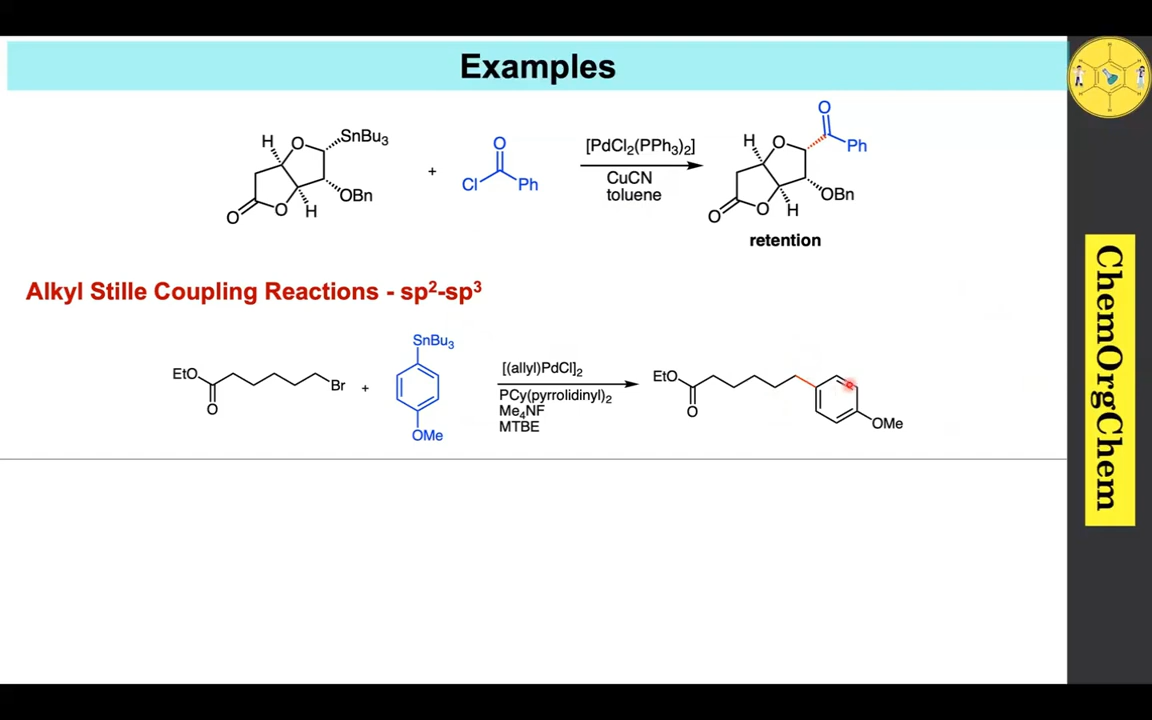 Examples
H
O
SnBu3
O
O
H
OBn
+
O
Cl
Ph
[PdCl2(PPh3)2]
CuCN
toluene
H
O
O
Ph
O
O
H
OBn
retention
Alkyl Stille Coupling Reactions - sp2-sp3
EtO
O
Br
+
SnBu3
OMe
[(allyl)PdCl]2
PCy(pyrrolidinyl)2
Me4NF
MTBE
EtO
O
OMe
ChemOrgChem